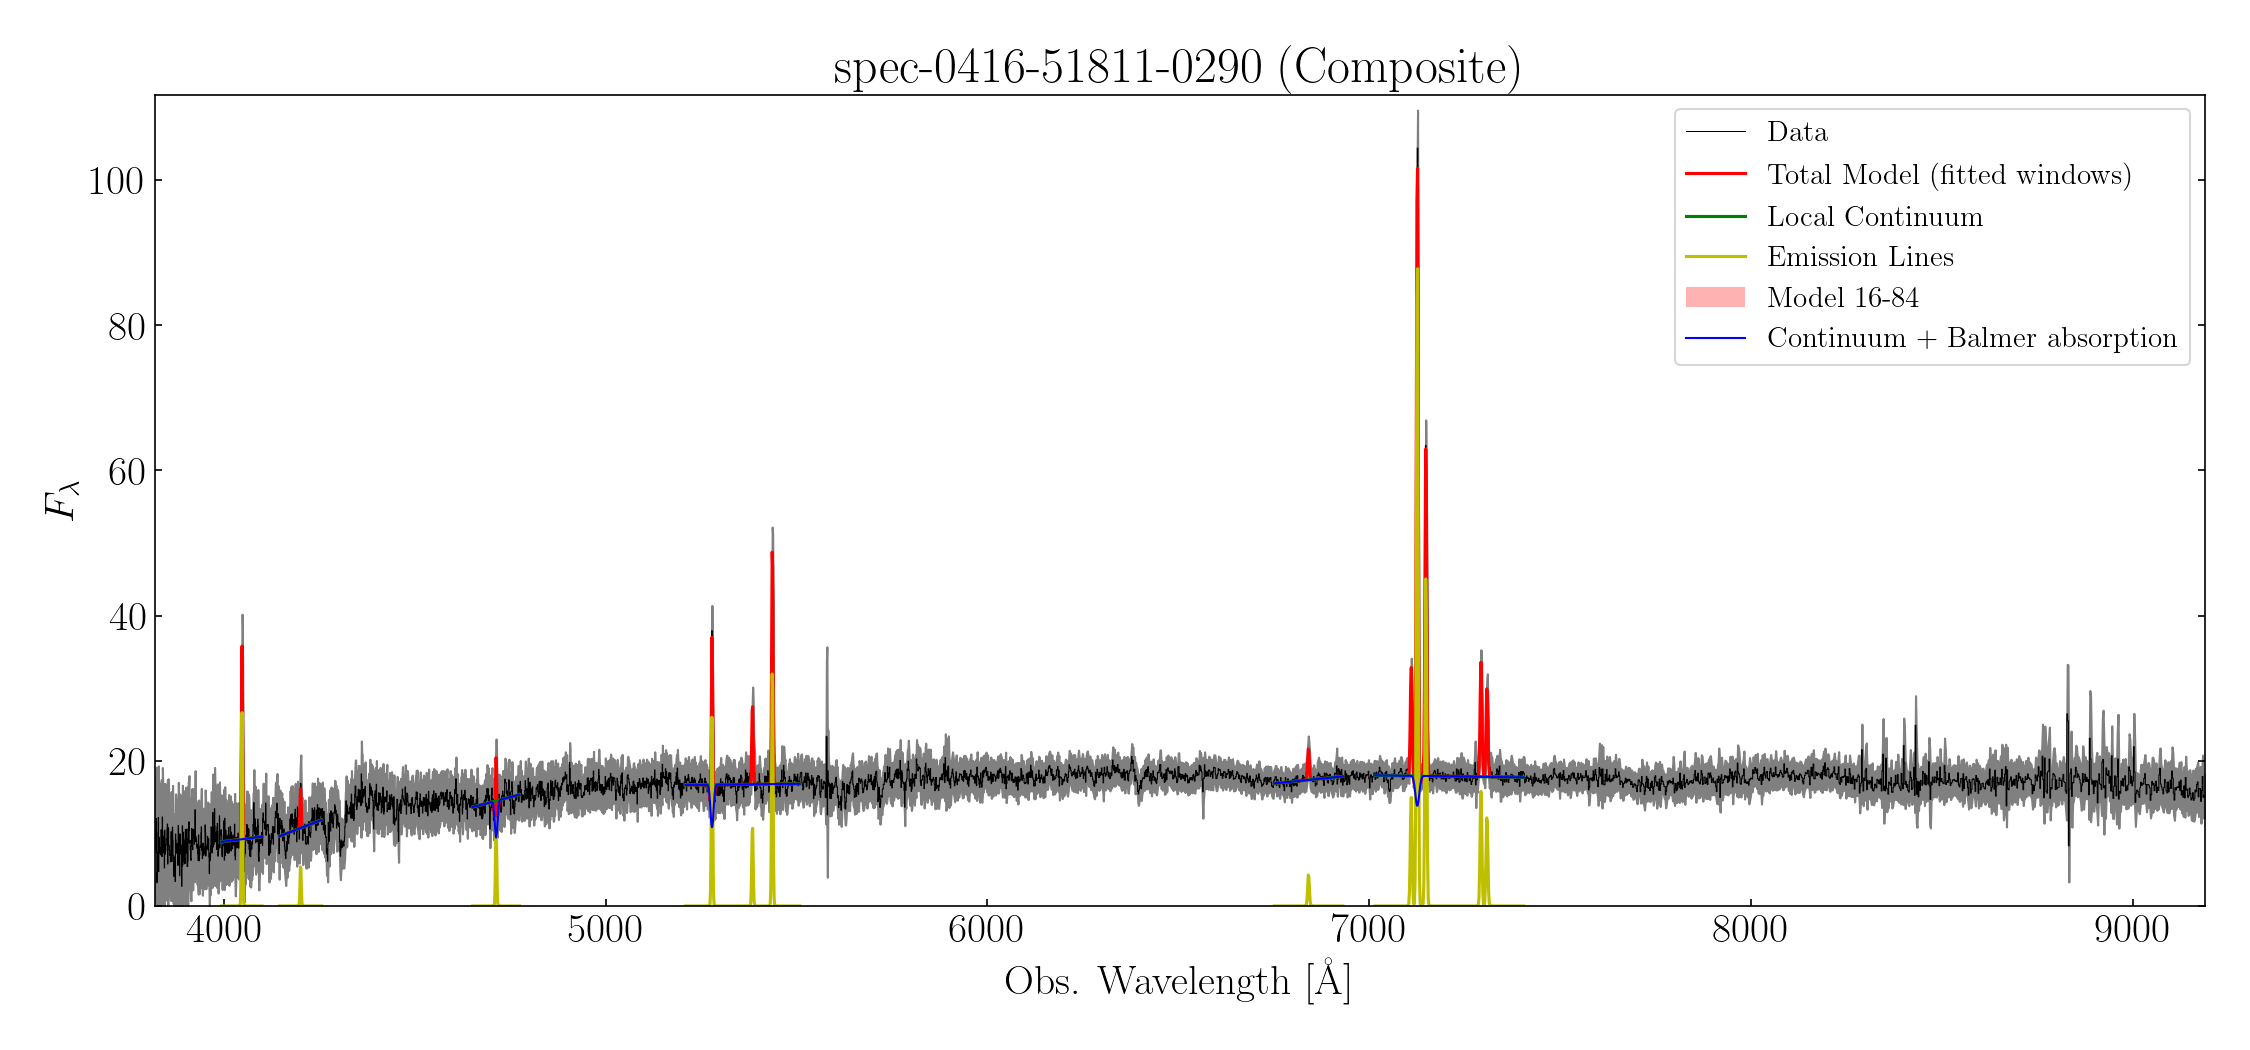 spec-0416-51811-0290 (Composite)
Data
Total Model (fitted windows)
Local Continuum
Emission Lines
Model 16-84
Continuum + Balmer absorption
100
80
60
40
20
0
Fλ
4000 5000 6000 7000 8000 9000
Obs. Wavelength [Å]